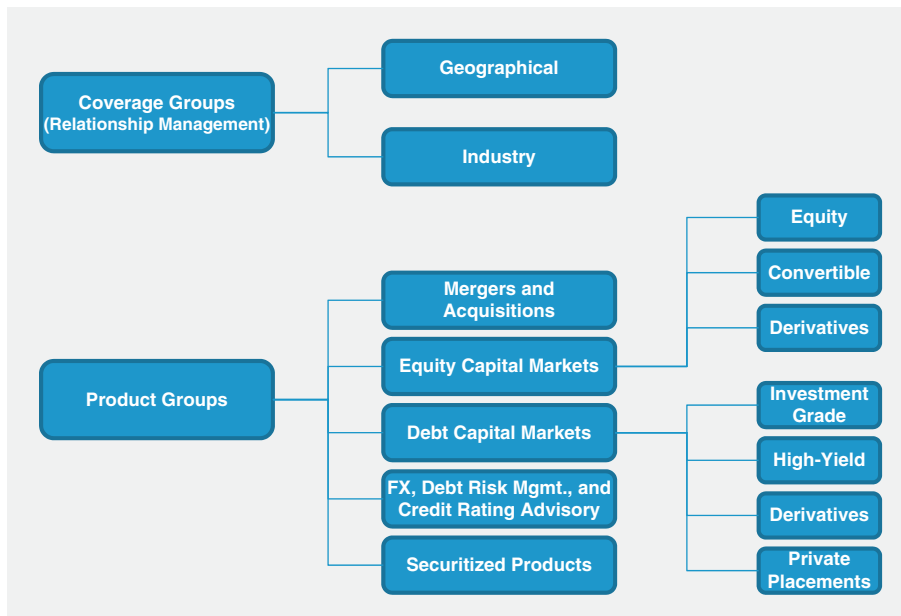 Coverage Groups
(Relationship Management)
Geographical
Industry
Product Groups
Mergers and
Acquisitions
Equity Capital Markets
Equity
Convertible
Derivatives
Debt Capital Markets
Investment
Grade
High-Yield
Derivatives
Private
Placements
FX, Debt Risk Mgmt., and
Credit Rating Advisory
Securitized Products